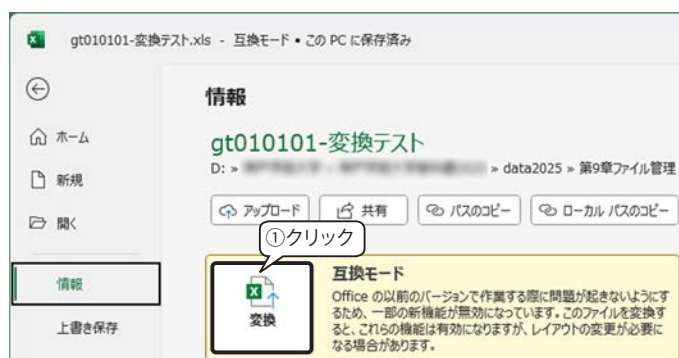 gt010101-変換テスト.xls - 互換モード • この PC に保存済み
情報
ホーム
gt010101-変換テスト
D: »
» data2025 » 第9章ファイル管理
新規
アップロード
共有
パスのコピー
ローカル パスのコピー
開く
①クリック
情報
互換モード
Office の以前のバージョンで作業する際に問題が起きないようにす
るため、一部の新機能が無効になっています。このファイルを変換す
ると、これらの機能は有効になりますが、レイアウトの変更が必要に
なる場合があります。
変換
上書き保存